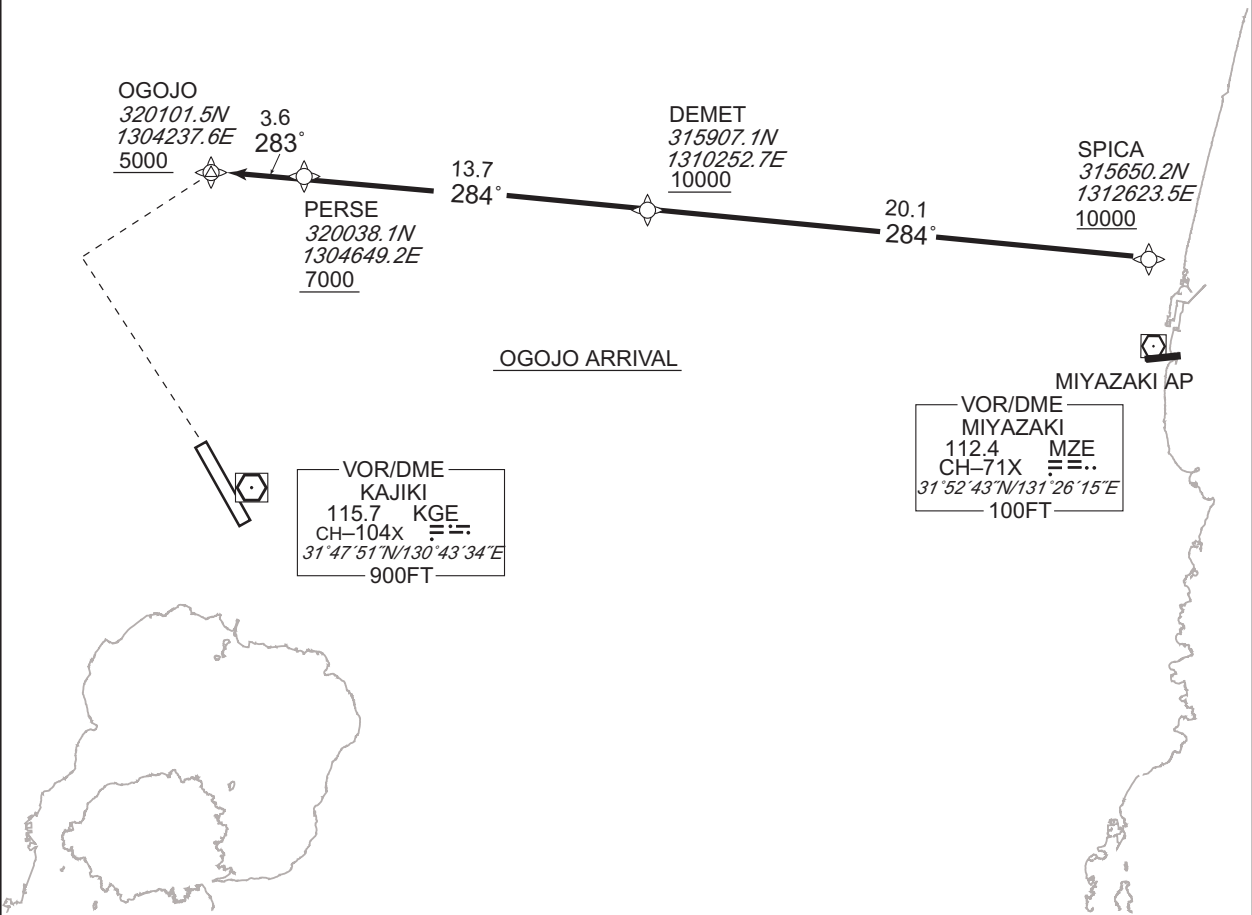 OGOJO
320101.5N
1304237.6E
5000
3.6
283°
PERSE
320038.1N
1304649.2E
7000
13.7
284°
DEMET
315907.1N
1310252.7E
10000
20.1
284°
SPICA
315650.2N
1312623.5E
10000
OGOJO ARRIVAL
MIYAZAKI AP
VOR/DME
MIYAZAKI
112.4 MZE
CH–71X
31°52´43˝N/131°26´15˝E
100FT
VOR/DME
KAJIKI
115.7 KGE
CH–104X
31°47´51˝N/130°43´34˝E
900FT